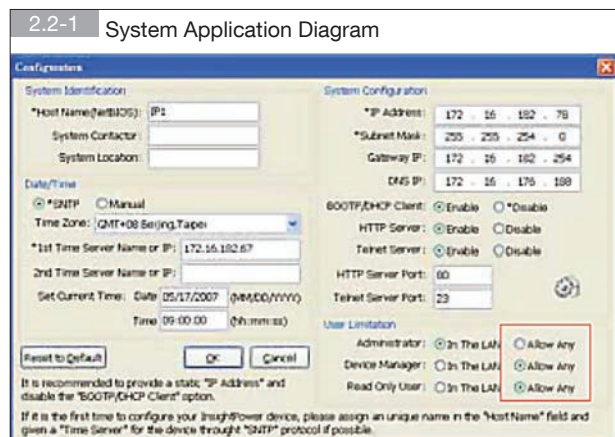 2.2-1 System Application Diagram
Configuration
System Identification
*Host Name(NetBIOS): IP1
System Contactor:
System Location:
Date/Time
*SNTP Manual
Time Zone: GMT+08 Beijing,Taipei
*1st Time Server Name or IP: 172.16.182.67
2nd Time Server Name or IP:
Set Current Time: Date 05/17/2007 (MM/DD/YYYY)
Time 09:00:00 (hh:mm:ss)
Reset to Default OK Cancel
It is recommended to provide a static "IP Address" and
disable the "BOOTP/DHCP Client" option.
System Configuration
*IP Address: 172 . 16 . 182 . 78
*Subnet Mask: 255 . 255 . 254 . 0
Gateway IP: 172 . 16 . 182 . 254
DNS IP: 172 . 16 . 176 . 188
BOOTP/DHCP Client: Enable *Disable
HTTP Server: Enable Disable
Telnet Server: Enable Disable
HTTP Server Port: 80
Telnet Server Port: 23
User Limitation
Administrator: In The LAN Allow Any
Device Manager: In The LAN Allow Any
Read Only User: In The LAN Allow Any
If it is the first time to configure your InsightPower device, please assign an unique name in the "Host Name" field and
given a "Time Server" for the device throught "SNTP" protocol if possible.